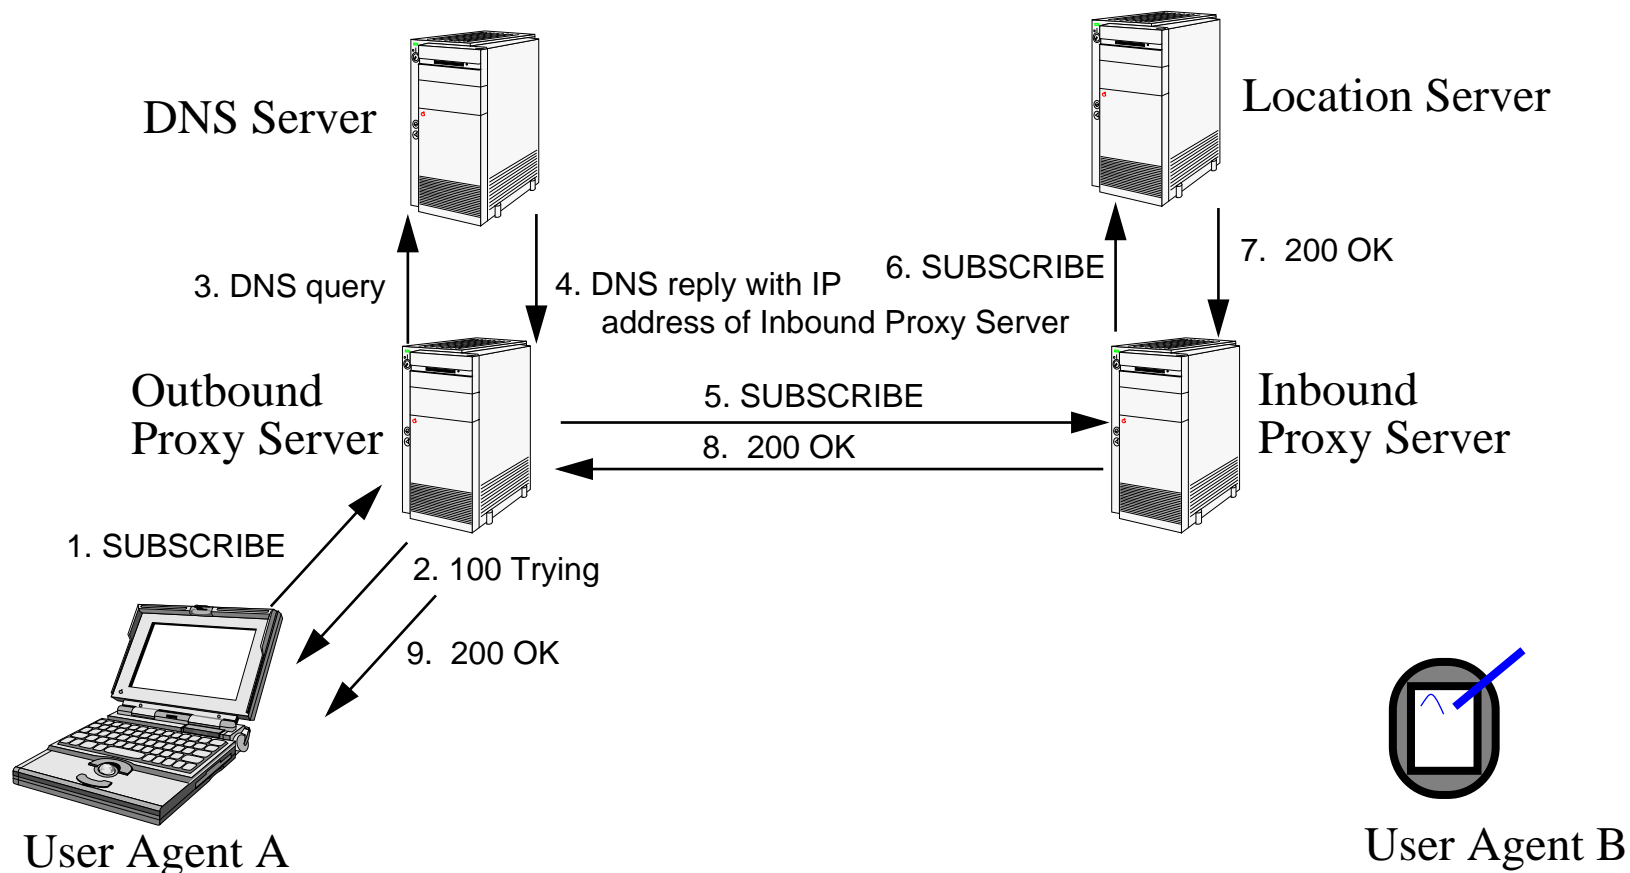 DNS Server
Location Server
3. DNS query
4. DNS reply with IP
address of Inbound Proxy Server
6. SUBSCRIBE
7. 200 OK
Outbound
Proxy Server
5. SUBSCRIBE
8. 200 OK
Inbound
Proxy Server
1. SUBSCRIBE
2. 100 Trying
9. 200 OK
User Agent A
User Agent B